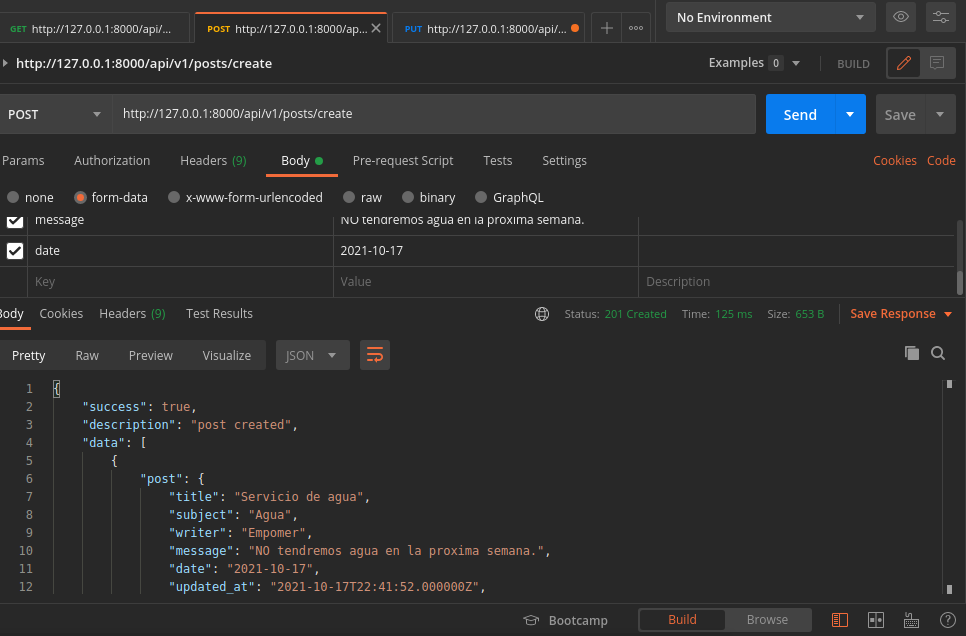 GET http://127.0.0.1:8000/api/... POST http://127.0.0.1:8000/ap... PUT http://127.0.0.1:8000/api/... No Environment
http://127.0.0.1:8000/api/v1/posts/create Examples 0 BUILD
POST http://127.0.0.1:8000/api/v1/posts/create Send Save
Params Authorization Headers (9) Body Pre-request Script Tests Settings Cookies Code
none form-data x-www-form-urlencoded raw binary GraphQL
message NO tendremos agua en la proxima semana.
date 2021-10-17
Key Value Description
Body Cookies Headers (9) Test Results Status: 201 Created Time: 125 ms Size: 653 B Save Response
Pretty Raw Preview Visualize JSON
1 {
2 "success": true,
3 "description": "post created",
4 "data": [
5 {
6 "post": {
7 "title": "Servicio de agua",
8 "subject": "Agua",
9 "writer": "Empomer",
10 "message": "NO tendremos agua en la proxima semana.",
11 "date": "2021-10-17",
12 "updated_at": "2021-10-17T22:41:52.000000Z",
Bootcamp Build Browse